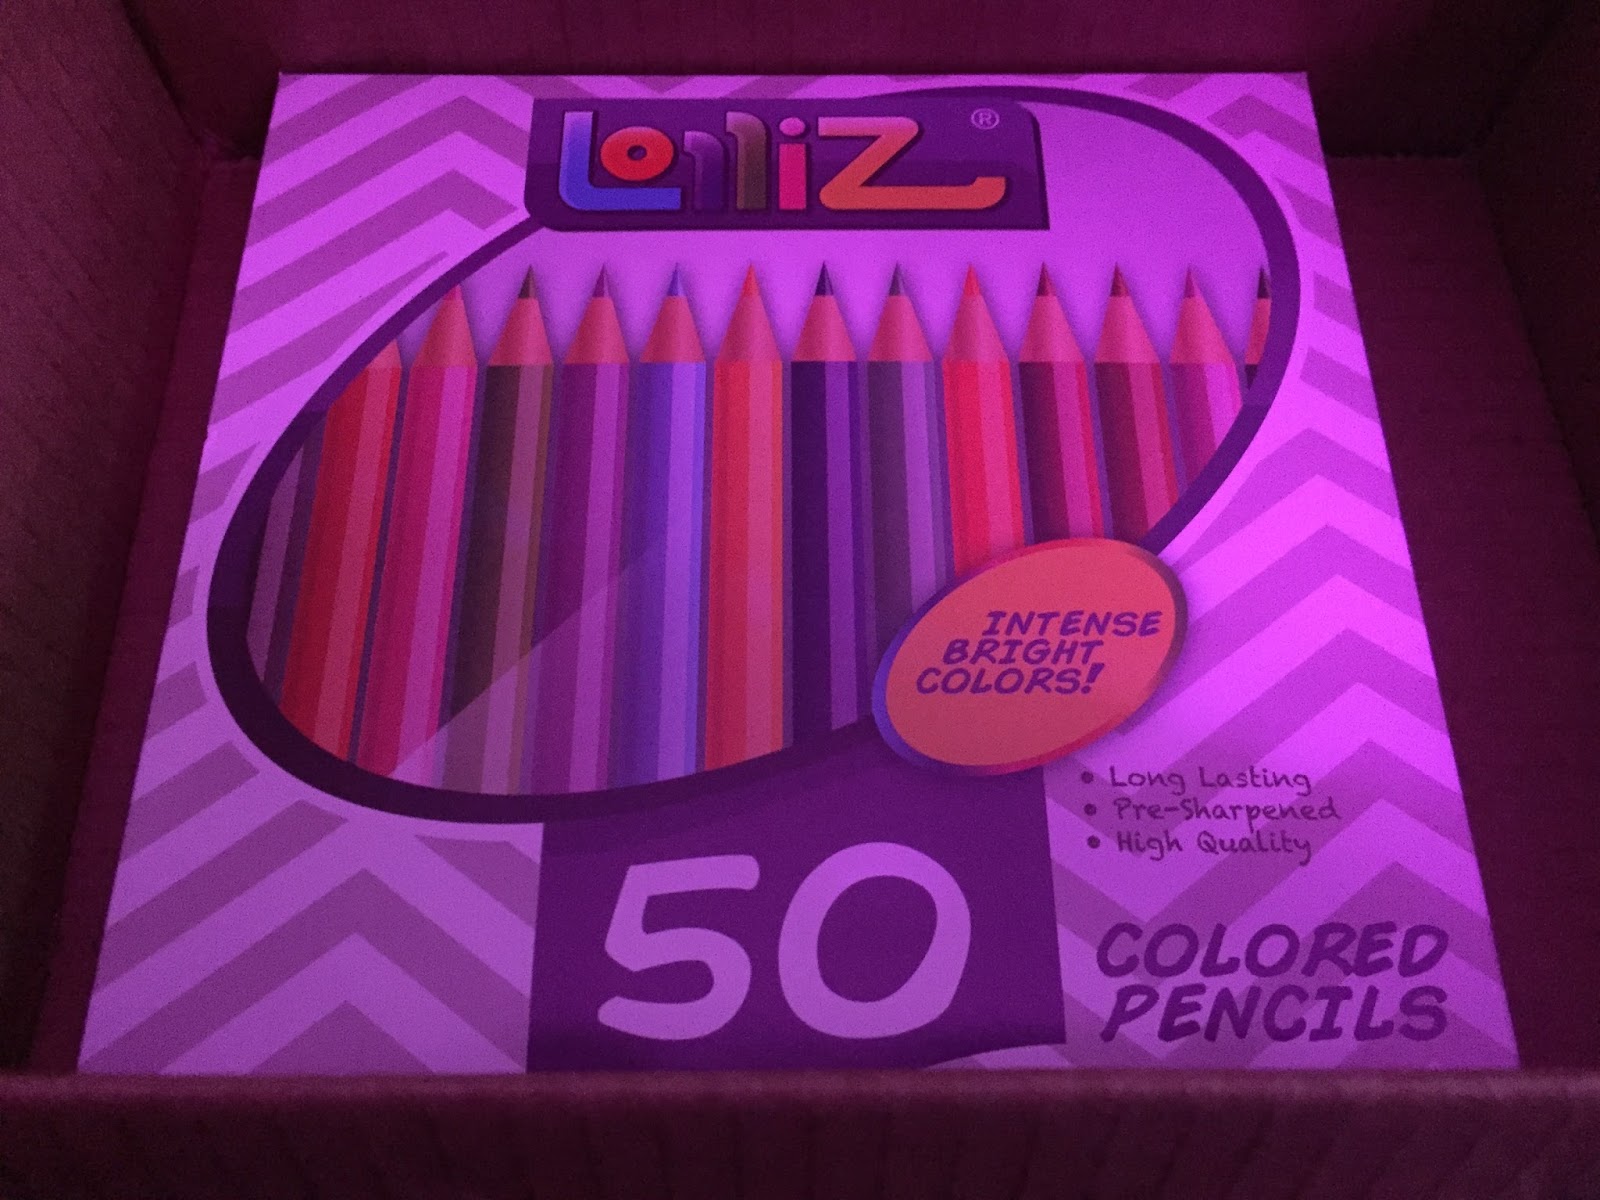 LolliZ ®
INTENSE
BRIGHT
COLORS!
• Long Lasting
• Pre-Sharpened
• High Quality
50
COLORED
PENCILS